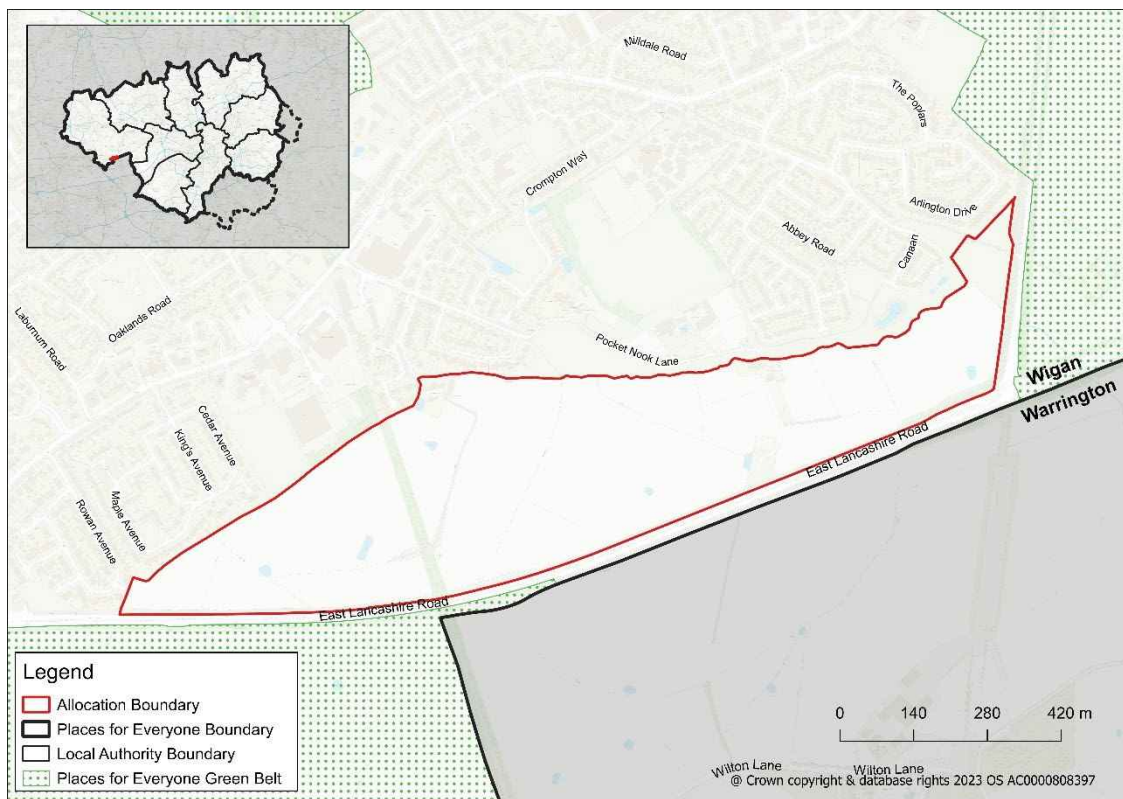 Milldale Road
The Poplars
Crompton Way
Arlington Drive
Abbey Road
Canaan
Laburnum Road
Oaklands Road
Pocket Nook Lane
Cedar Avenue
King's Avenue
Maple Avenue
Rowan Avenue
Wigan
Warrington
East Lancashire Road
East Lancashire Road
Legend
Allocation Boundary
Places for Everyone Boundary
Local Authority Boundary
Places for Everyone Green Belt
0 140 280 420 m
Wilton Lane
Wilton Lane
@ Crown copyright & database rights 2023 OS AC0000808397